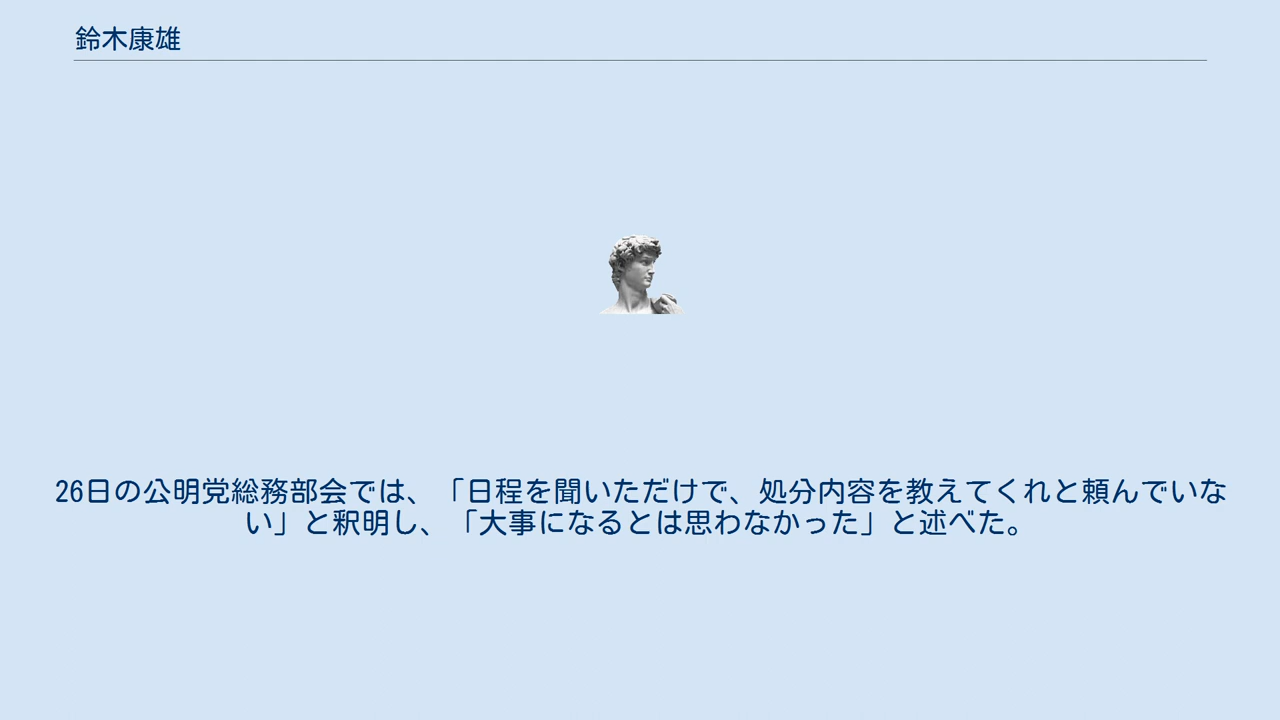 鈴木康雄
26日の公明党総務部会では、「日程を聞いただけで、処分内容を教えてくれと頼んでいな
い」と釈明し、「大事になるとは思わなかった」と述べた。